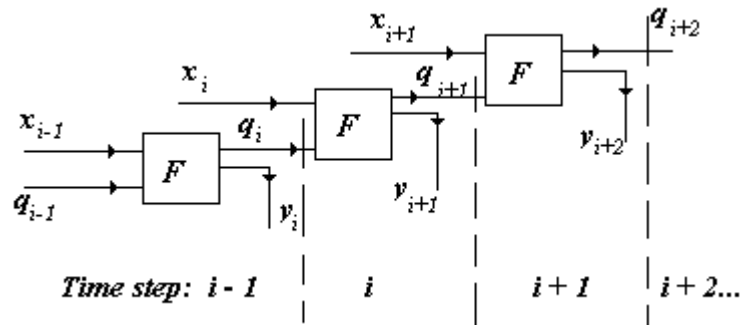 x_{i+1}
q_{i+2}
F
x_i
q_{i+1}
F
y_{i+2}
x_{i-1}
q_i
F
y_{i+1}
q_{i-1}
y_i
Time step: i - 1 i i + 1 i + 2...